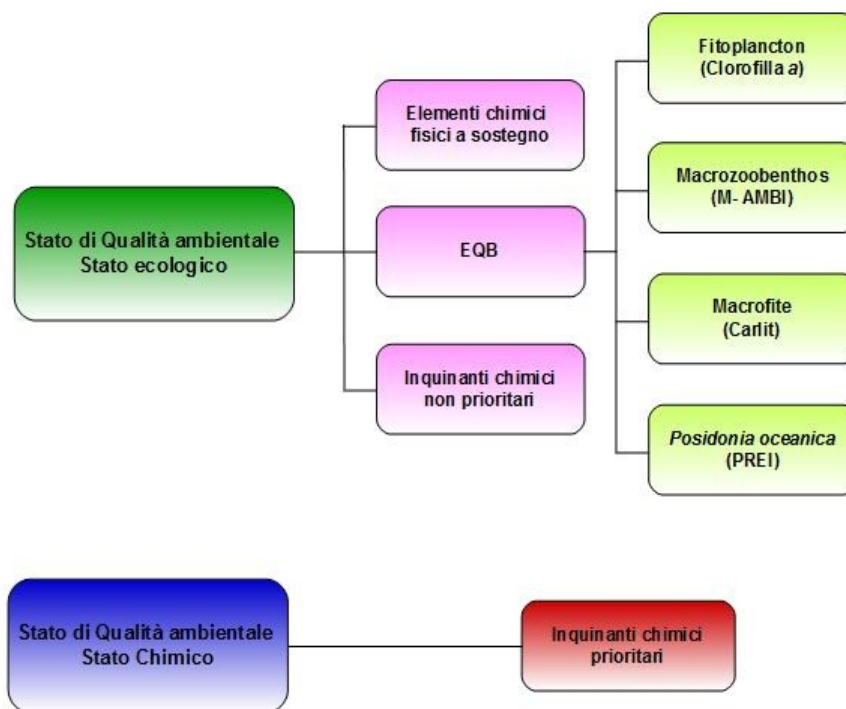 Fitoplancton
(Clorofilla a)
Elementi chimici
fisici a sostegno
Macrozoobenthos
(M- AMBI)
Stato di Qualità ambientale
Stato ecologico
EQB
Macrofite
(Carlit)
Inquinanti chimici
non prioritari
Posidonia oceanica
(PREI)
Stato di Qualità ambientale
Stato Chimico
Inquinanti chimici
prioritari